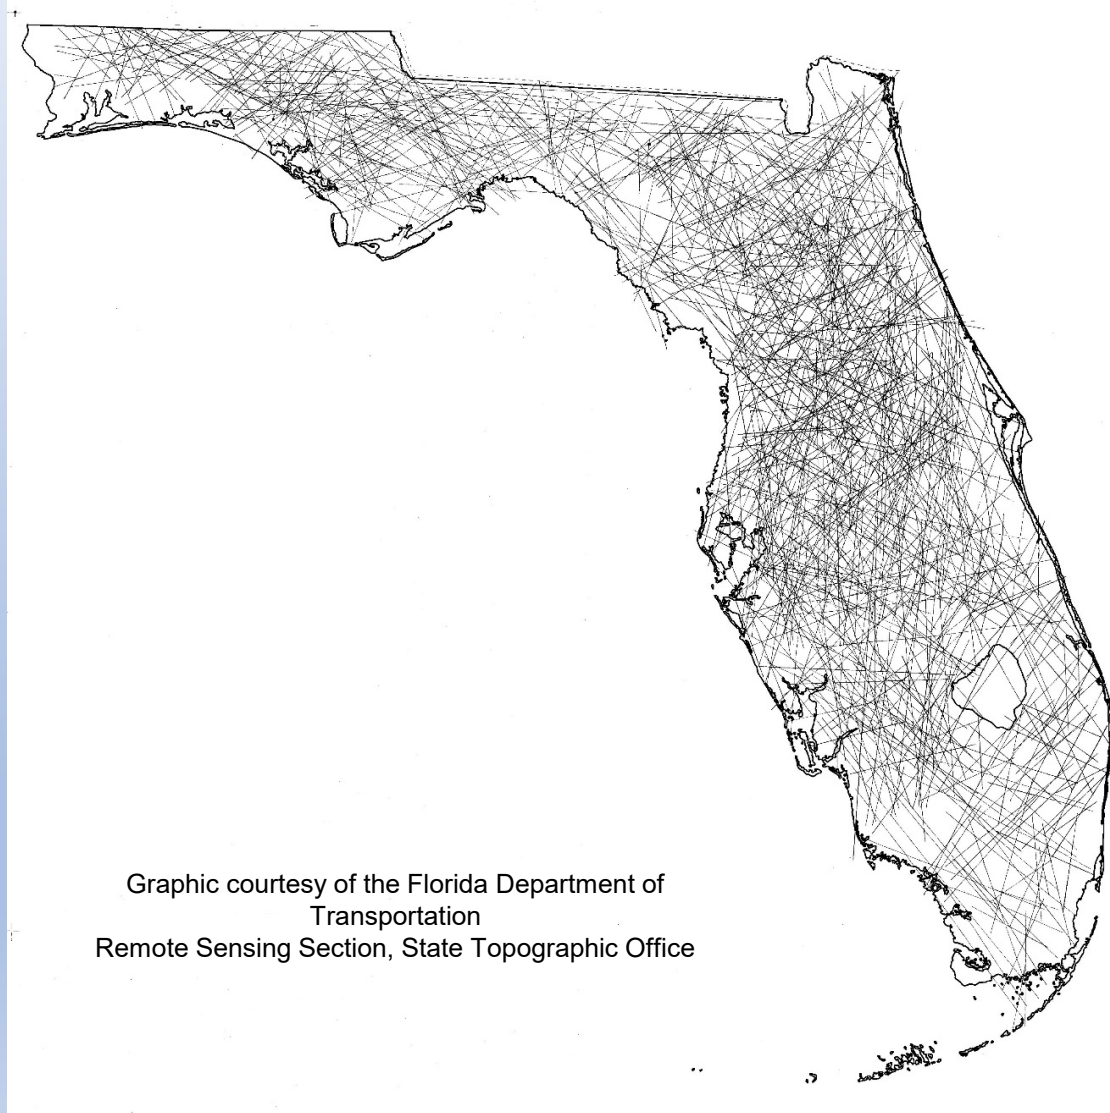 Graphic courtesy of the Florida Department of
Transportation
Remote Sensing Section, State Topographic Office